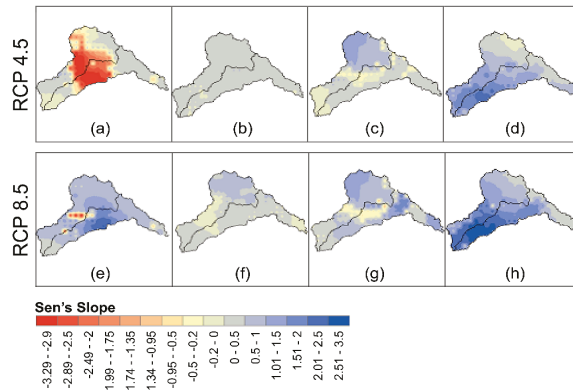 RCP 4.5
(a)
(b)
(c)
(d)
RCP 8.5
(e)
(f)
(g)
(h)
Sen's Slope
-3.29 - -2.9
-2.89 - -2.5
-2.49 - -2
1.99 - -1.75
1.74 - -1.35
1.34 - -0.95
-0.95 - -0.5
-0.5 - -0.2
-0.2 - 0
0 - 0.5
0.5 - 1
1.01 - 1.5
1.51 - 2
2.01 - 2.5
2.51 - 3.5